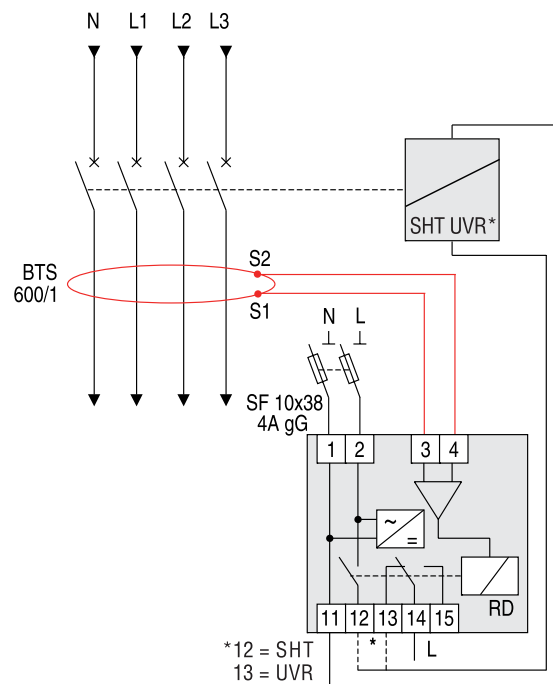 N L1 L2 L3
SHT UVR*
BTS
600/1
S2
S1
N L
SF 10x38
4A gG
1 2 3 4
~
=
RD
11 12 13 14 15
*
L
*12 = SHT
13 = UVR